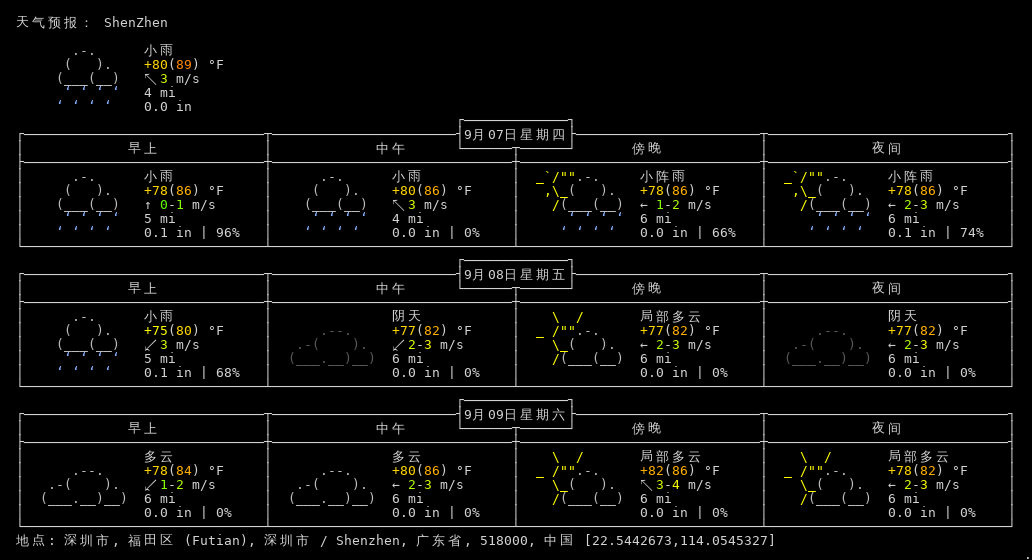 天气预报： ShenZhen
小雨
+80(89) °F
↖3 m/s
4 mi
0.0 in
9月07日星期四
早上 中午 傍晚 夜间
小雨 小雨 小阵雨 小阵雨
+78(86) °F +80(86) °F +78(86) °F +78(86) °F
↑ 0-1 m/s ↖3 m/s ← 1-2 m/s ← 2-3 m/s
5 mi 4 mi 6 mi 6 mi
0.1 in | 96% 0.0 in | 0% 0.0 in | 66% 0.1 in | 74%
9月08日星期五
早上 中午 傍晚 夜间
小雨 阴天 局部多云 阴天
+75(80) °F +77(82) °F +77(82) °F +77(82) °F
↙3 m/s ↙2-3 m/s ← 2-3 m/s ← 2-3 m/s
5 mi 6 mi 6 mi 6 mi
0.1 in | 68% 0.0 in | 0% 0.0 in | 0% 0.0 in | 0%
9月09日星期六
早上 中午 傍晚 夜间
多云 多云 局部多云 局部多云
+78(84) °F +80(86) °F +82(86) °F +78(82) °F
↙1-2 m/s ← 2-3 m/s ↖3-4 m/s ← 2-3 m/s
6 mi 6 mi 6 mi 6 mi
0.0 in | 0% 0.0 in | 0% 0.0 in | 0% 0.0 in | 0%
地点: 深圳市, 福田区 (Futian), 深圳市 / Shenzhen, 广东省, 518000, 中国 [22.5442673,114.0545327]